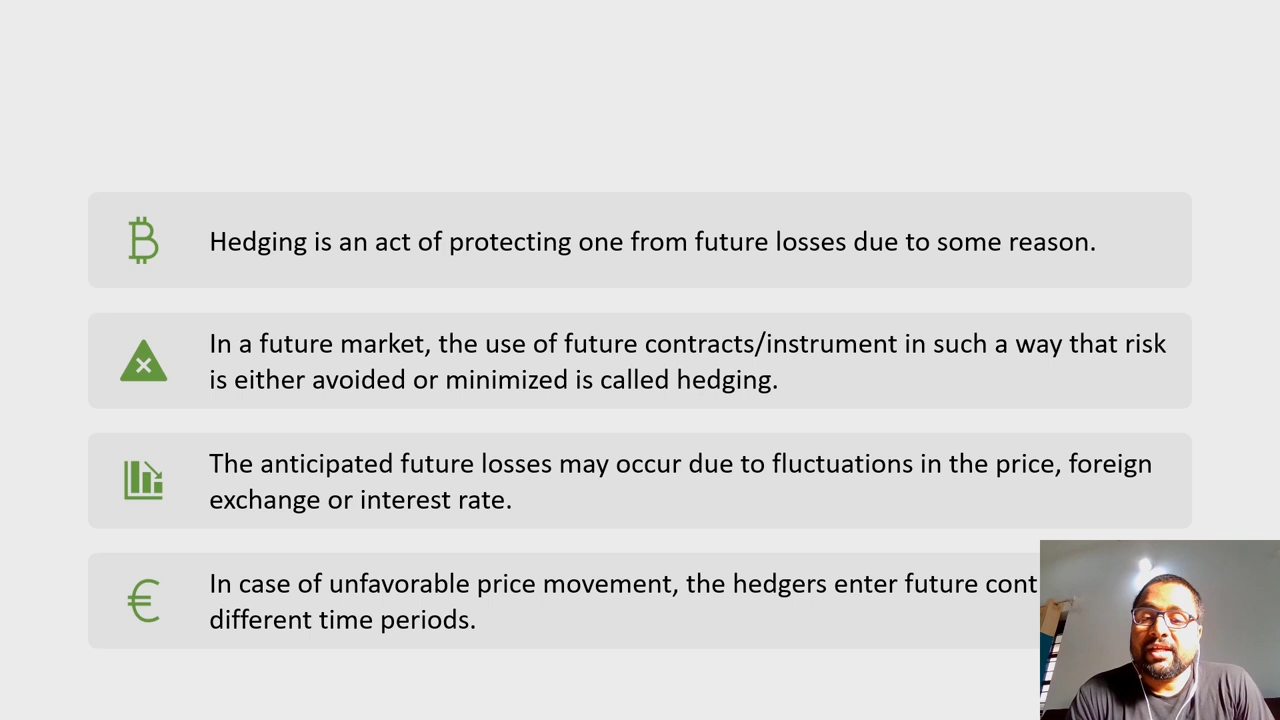 Hedging is an act of protecting one from future losses due to some reason.
In a future market, the use of future contracts/instrument in such a way that risk
is either avoided or minimized is called hedging.
The anticipated future losses may occur due to fluctuations in the price, foreign
exchange or interest rate.
In case of unfavorable price movement, the hedgers enter future
different time periods.